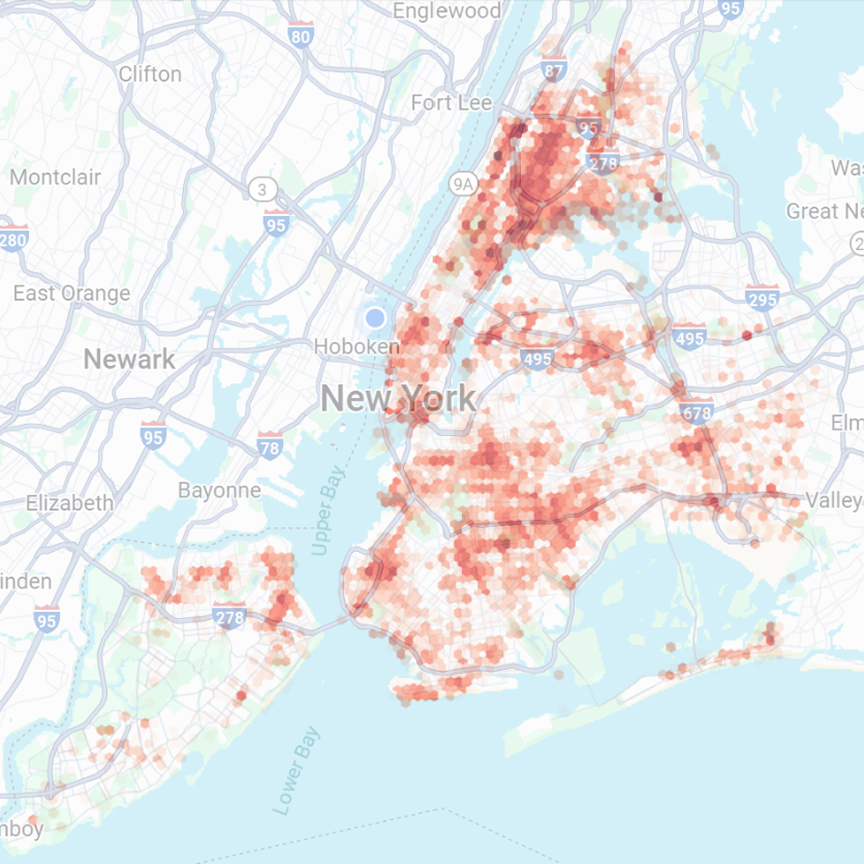 Englewood
95
80
87
Clifton
Fort Lee
95
278
Montclair
3
9A
Was
95
Great Ne
280
2
East Orange
295
Hoboken
495
Newark
495
New York
678
Elm
95
78
Bayonne
Elizabeth
Valley
Upper Bay
inden
95
278
Lower Bay
nboy